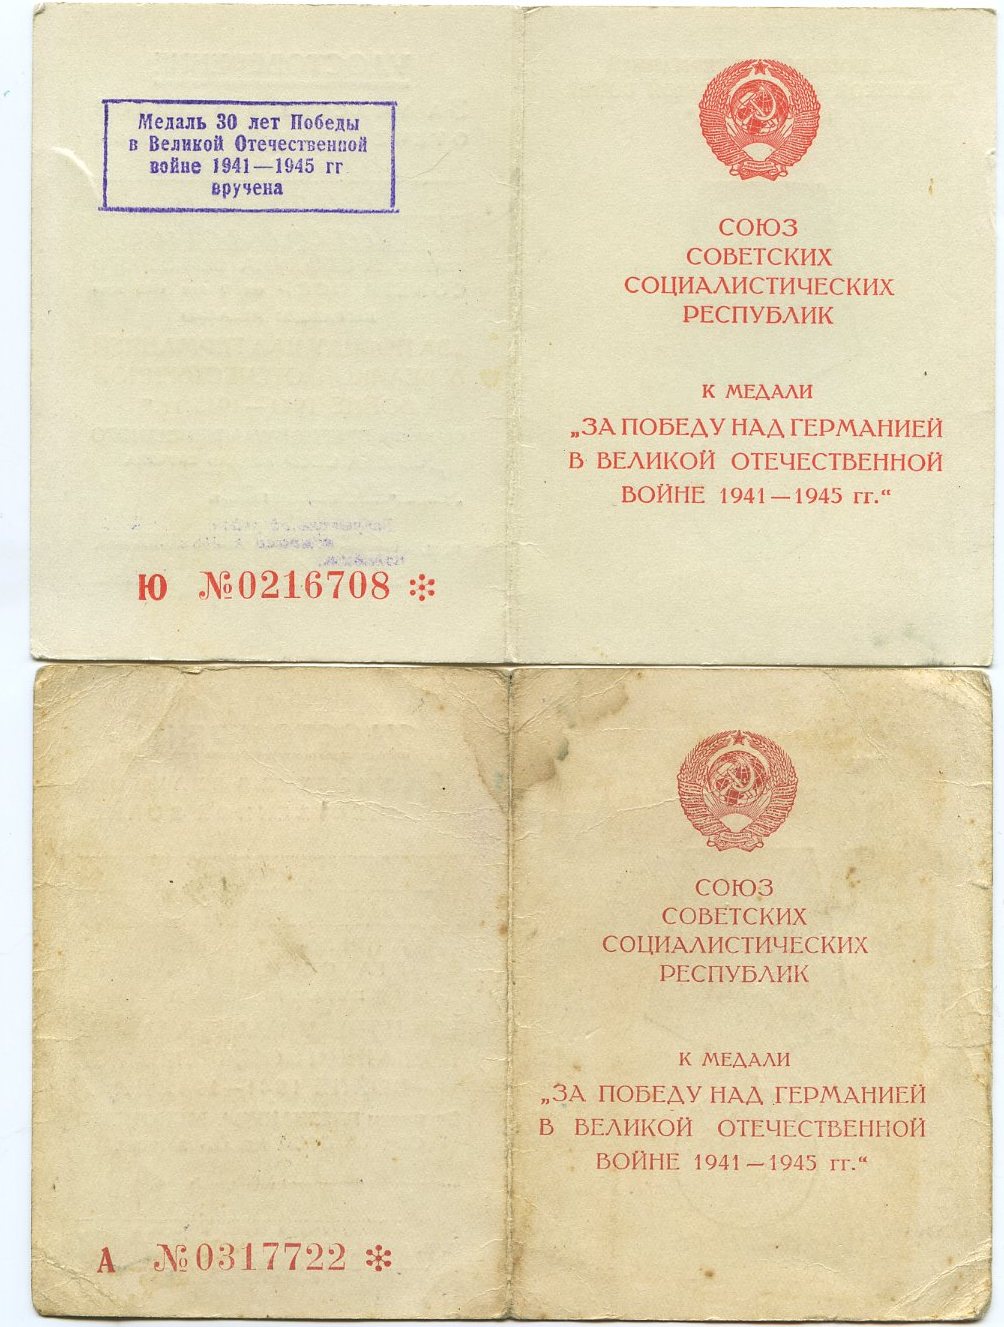 Медаль 30 лет Победы
в Великой Отечественной
войне 1941—1945 гг
вручена
Ю №0216708
СОЮЗ
СОВЕТСКИХ
СОЦИАЛИСТИЧЕСКИХ
РЕСПУБЛИК
К МЕДАЛИ
„ЗА ПОБЕДУ НАД ГЕРМАНИЕЙ
В ВЕЛИКОЙ ОТЕЧЕСТВЕННОЙ
ВОЙНЕ 1941—1945 гг.“
А №0317722
СОЮЗ
СОВЕТСКИХ
СОЦИАЛИСТИЧЕСКИХ
РЕСПУБЛИК
К МЕДАЛИ
„ЗА ПОБЕДУ НАД ГЕРМАНИЕЙ
В ВЕЛИКОЙ ОТЕЧЕСТВЕННОЙ
ВОЙНЕ 1941—1945 гг.“